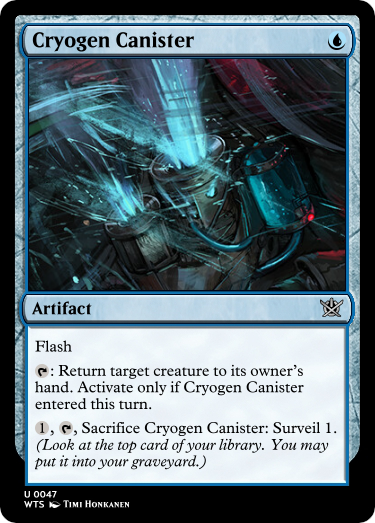 Cryogen Canister
Artifact
Flash
: Return target creature to its owner's
hand. Activate only if Cryogen Canister
entered this turn.
1, , Sacrifice Cryogen Canister: Surveil 1.
(Look at the top card of your library. You may
put it into your graveyard.)
U 0047
WTS Timi Honkanen